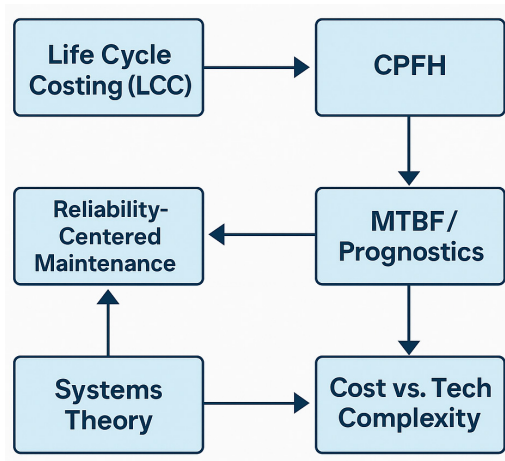 Life Cycle
Costing (LCC)
CPFH
Reliability-
Centered
Maintenance
MTBF/
Prognostics
Systems
Theory
Cost vs. Tech
Complexity